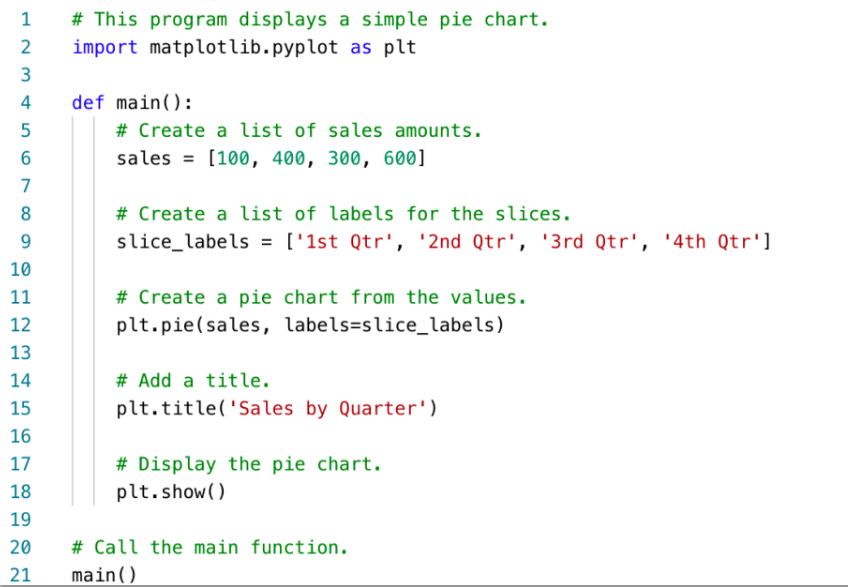 1 # This program displays a simple pie chart.
2 import matplotlib.pyplot as plt
3
4 def main():
5     # Create a list of sales amounts.
6     sales = [100, 400, 300, 600]
7
8     # Create a list of labels for the slices.
9     slice_labels = ['1st Qtr', '2nd Qtr', '3rd Qtr', '4th Qtr']
10
11     # Create a pie chart from the values.
12     plt.pie(sales, labels=slice_labels)
13
14     # Add a title.
15     plt.title('Sales by Quarter')
16
17     # Display the pie chart.
18     plt.show()
19
20 # Call the main function.
21 main()